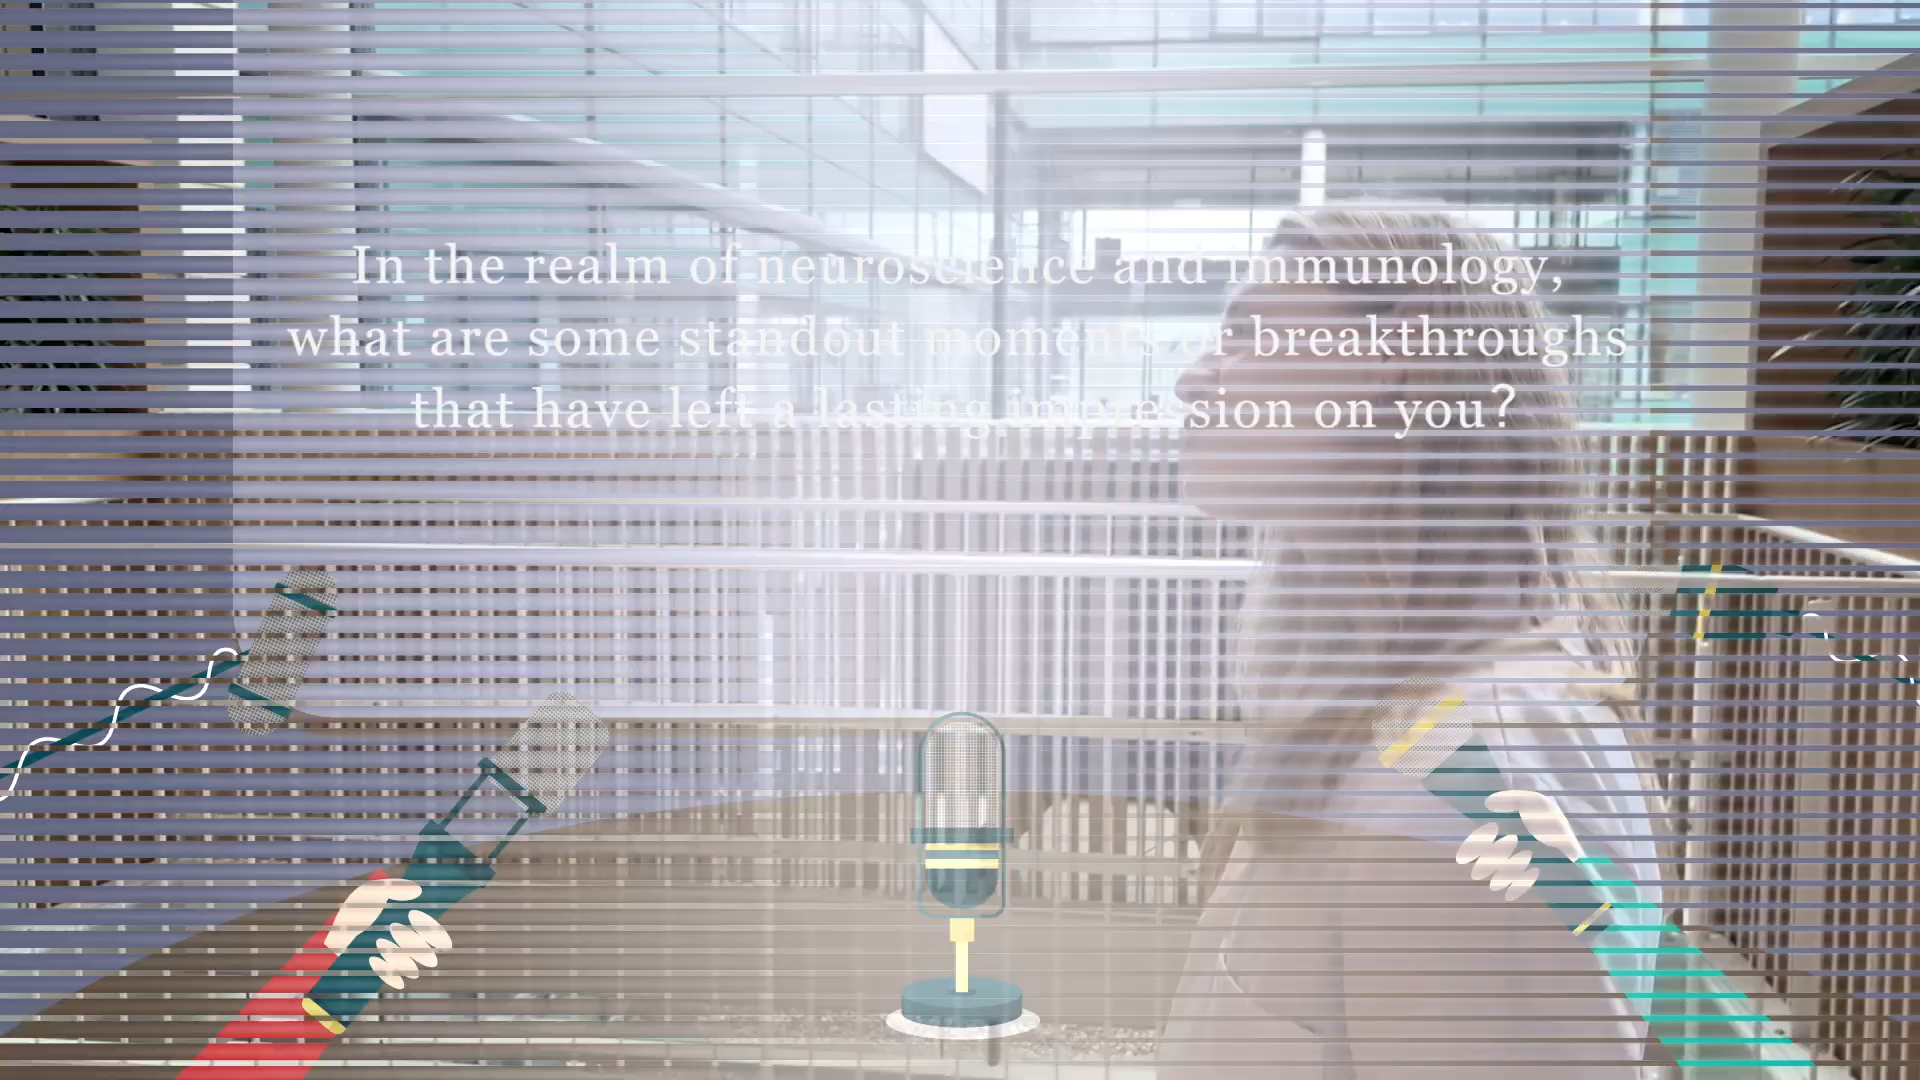 In the realm of neuroscience and immunology,
what are some standout moments or breakthroughs
that have left a lasting impression on you?